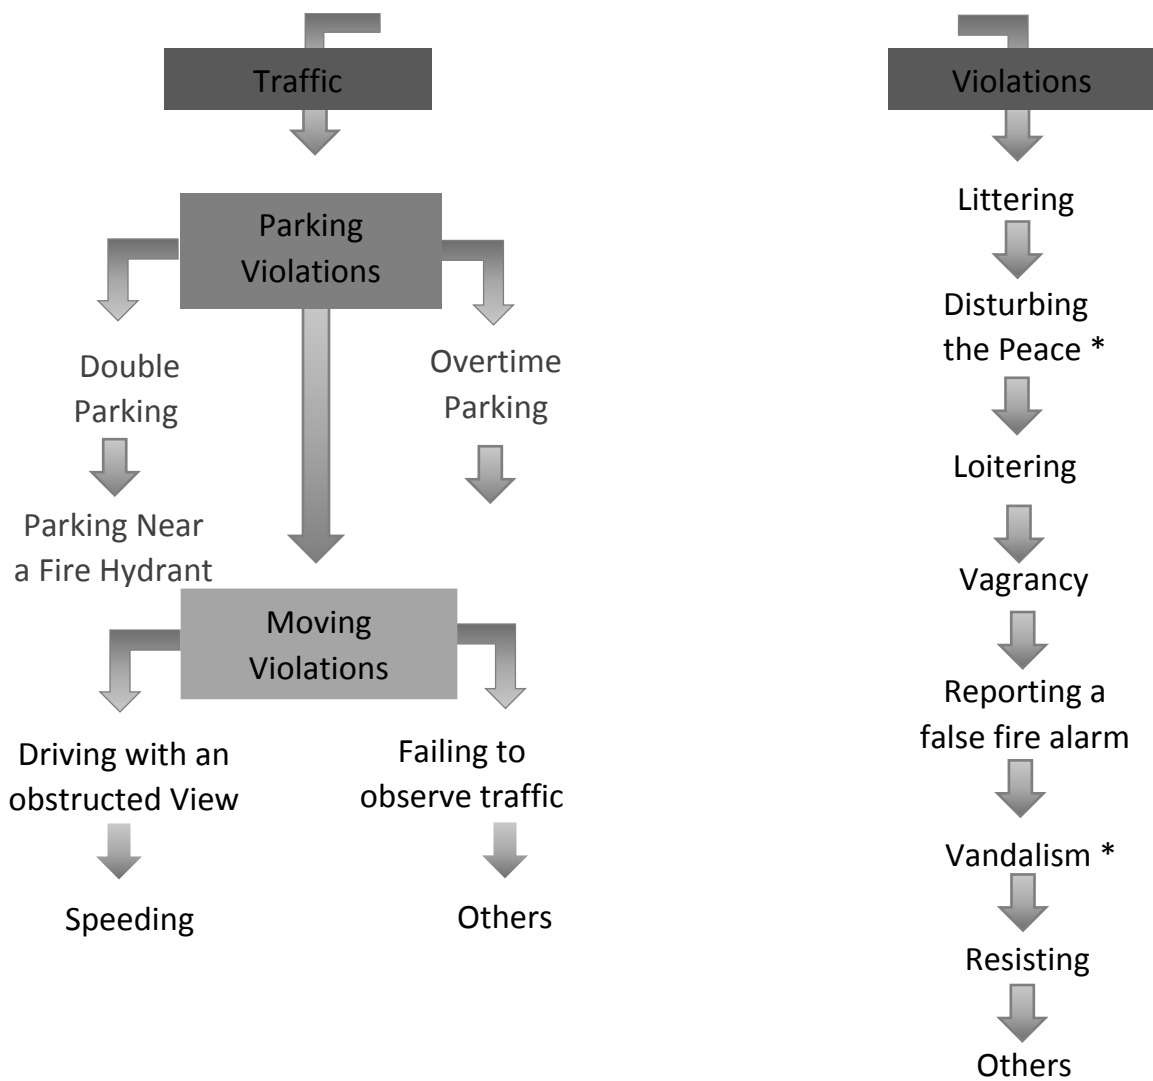 Traffic
Parking
Violations
Double
Parking
Overtime
Parking
Parking Near
a Fire Hydrant
Moving
Violations
Driving with an
obstructed View
Failing to
observe traffic
Speeding
Others
Violations
Littering
Disturbing
the Peace *
Loitering
Vagrancy
Reporting a
false fire alarm
Vandalism *
Resisting
Others